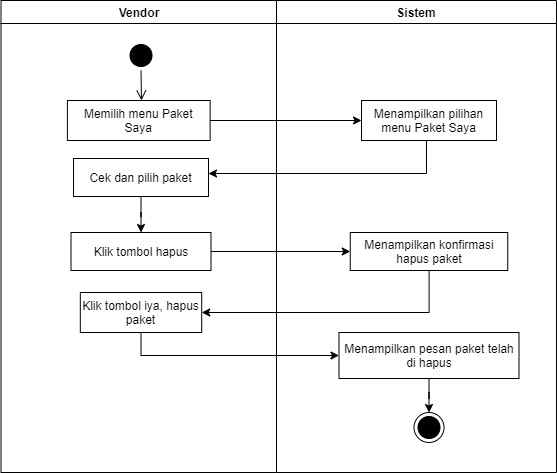 Vendor
Sistem
Memilih menu Paket
Saya
Menampilkan pilihan
menu Paket Saya
Cek dan pilih paket
Klik tombol hapus
Menampilkan konfirmasi
hapus paket
Klik tombol iya, hapus
paket
Menampilkan pesan paket telah
di hapus